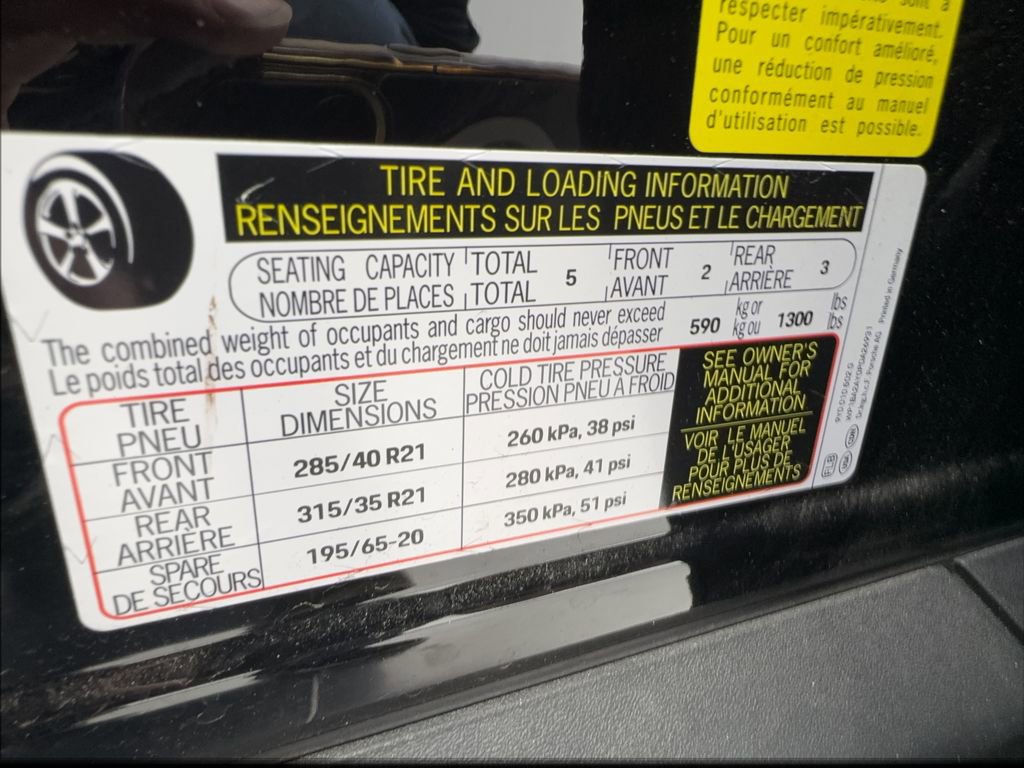 respecter impérativement.
Pour un confort amélioré,
une réduction de pression
conformément au manuel
d'utilisation est possible.
TIRE AND LOADING INFORMATION
RENSEIGNEMENTS SUR LES PNEUS ET LE CHARGEMENT
SEATING CAPACITY TOTAL 5 FRONT 2 REAR 3
NOMBRE DE PLACES TOTAL AVANT ARRIÈRE
The combined weight of occupants and cargo should never exceed 590 kg or 1300 lbs
Le poids total des occupants et du chargement ne doit jamais dépasser kg ou lbs
TIRE SIZE COLD TIRE PRESSURE
PNEU DIMENSIONS PRESSION PNEU A FROID
FRONT
AVANT 285/40 R21 260 kPa, 38 psi
REAR
ARRIÈRE 315/35 R21 280 kPa, 41 psi
SPARE
DE SECOURS 195/65-20 350 kPa, 51 psi
SEE OWNER'S
MANUAL FOR
ADDITIONAL
INFORMATION
VOIR LE MANUEL
DE L'USAGER
POUR PLUS DE
RENSEIGNEMENTS
Porsche AG Printed in Germany